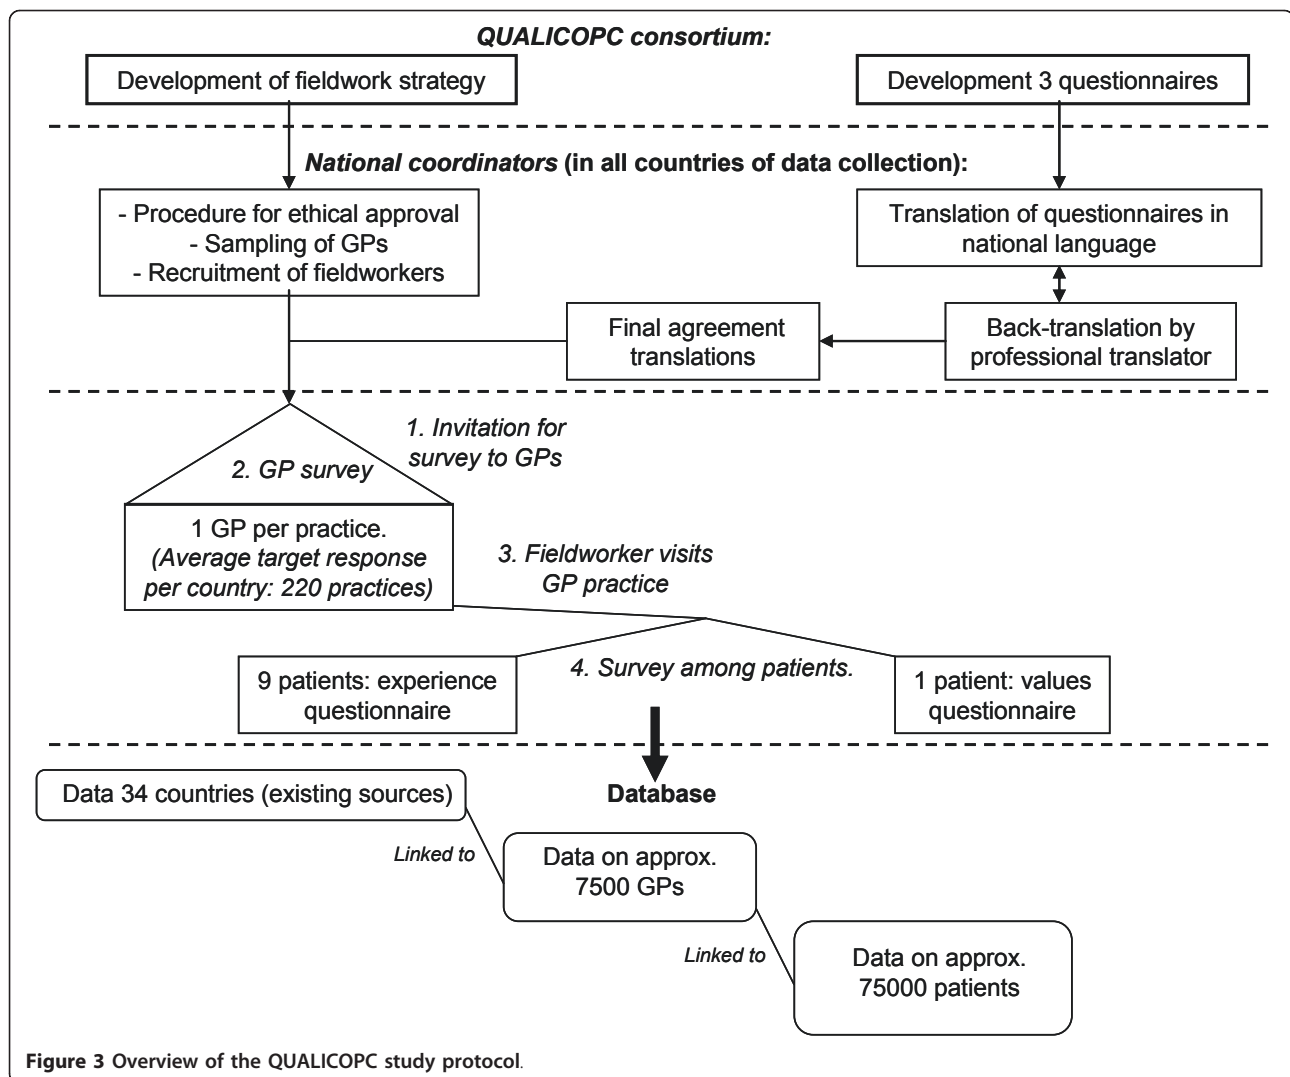 QUALICOPC consortium:
Development of fieldwork strategy
Development 3 questionnaires
National coordinators (in all countries of data collection):
- Procedure for ethical approval
- Sampling of GPs
- Recruitment of fieldworkers
Translation of questionnaires in
national language
Final agreement
translations
Back-translation by
professional translator
1. Invitation for
survey to GPs
2. GP survey
1 GP per practice.
(Average target response
per country: 220 practices)
3. Fieldworker visits
GP practice
9 patients: experience
questionnaire
4. Survey among patients.
1 patient: values
questionnaire
Data 34 countries (existing sources)
Database
Linked to
Data on approx.
7500 GPs
Linked to
Data on approx.
75000 patients
Figure 3 Overview of the QUALICOPC study protocol.